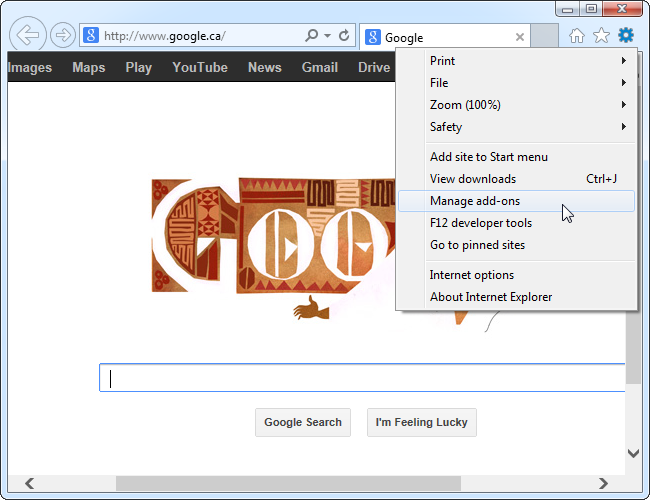 http://www.google.ca/
Google
Images Maps Play YouTube News Gmail Drive
Print
File
Zoom (100%)
Safety
Add site to Start menu
View downloads Ctrl+J
Manage add-ons
F12 developer tools
Go to pinned sites
Internet options
About Internet Explorer
GOO
Google Search
I'm Feeling Lucky